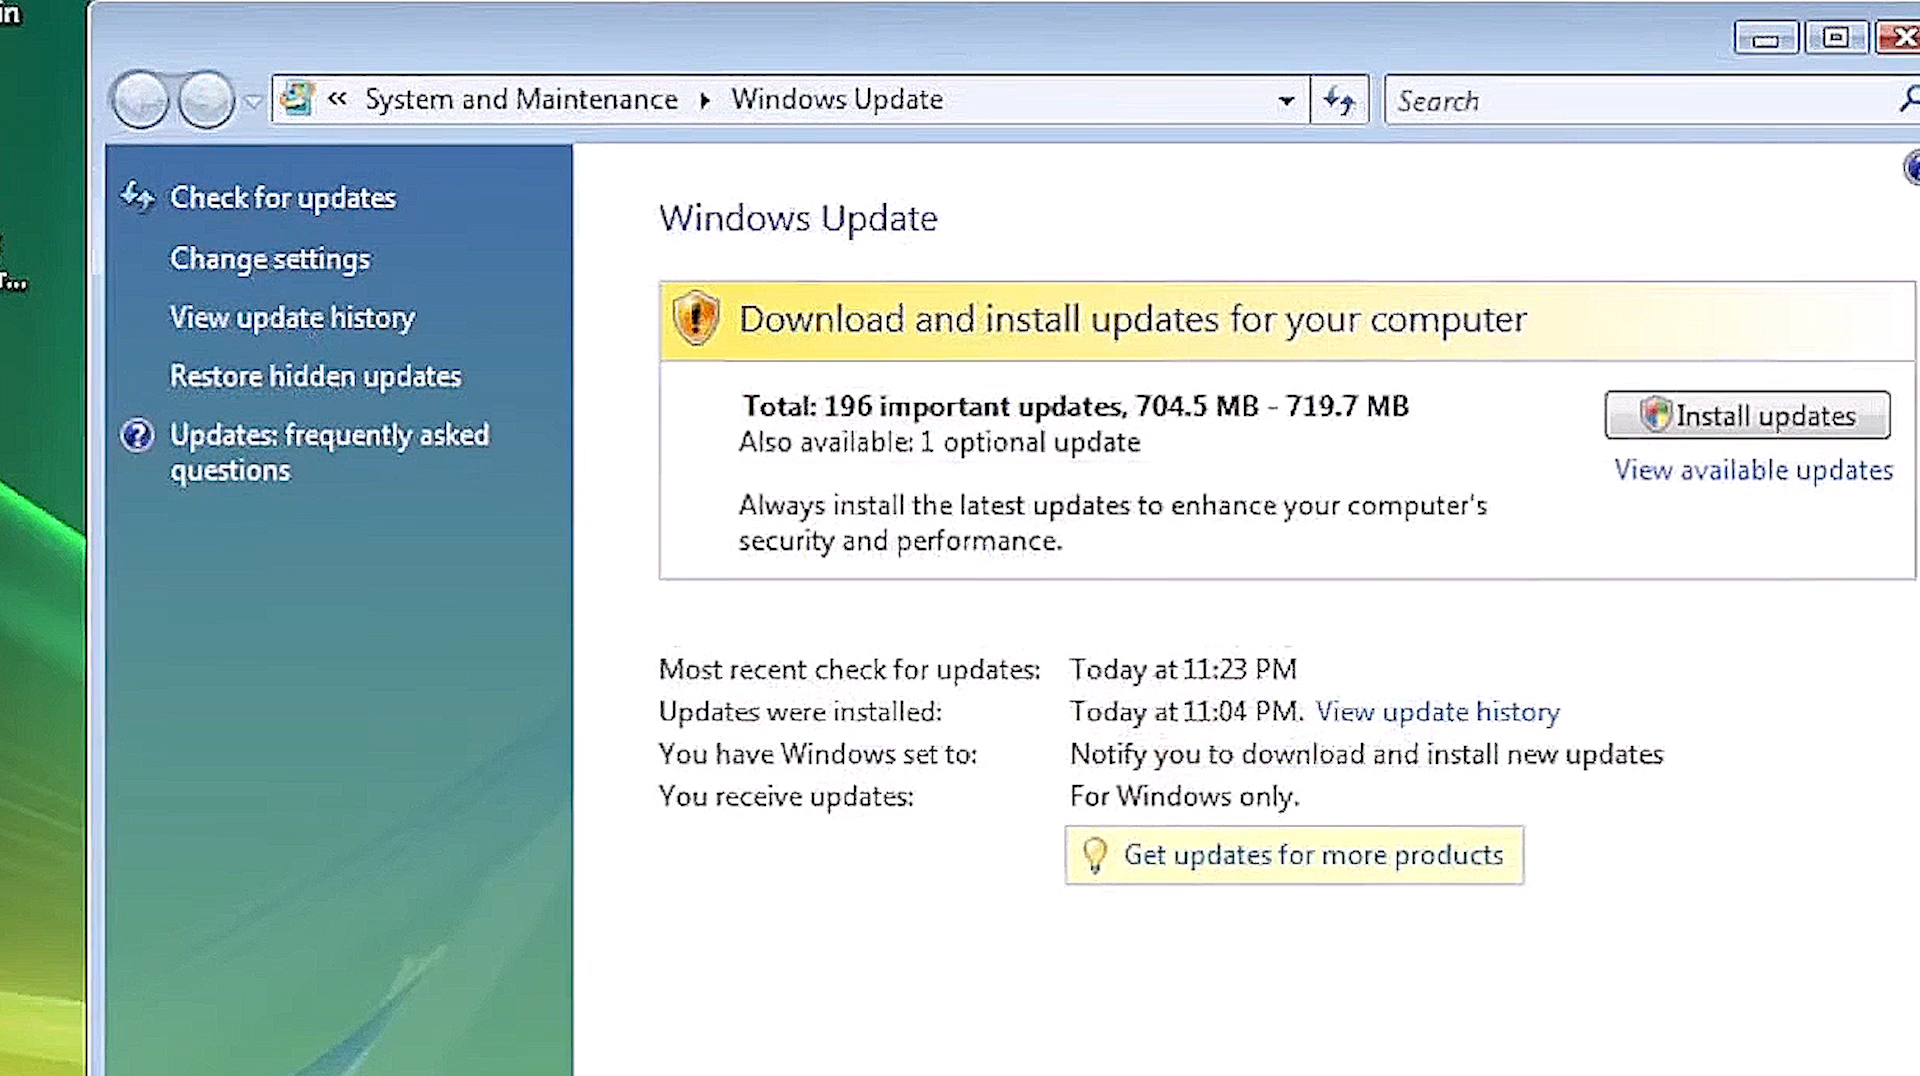 in
System and Maintenance
Windows Update
Search
Check for updates
Change settings
View update history
Restore hidden updates
Updates: frequently asked
questions
Windows Update
Download and install updates for your computer
Total: 196 important updates, 704.5 MB - 719.7 MB
Also available: 1 optional update
Install updates
View available updates
Always install the latest updates to enhance your computer's
security and performance.
Most recent check for updates: Today at 11:23 PM
Updates were installed: Today at 11:04 PM. View update history
You have Windows set to: Notify you to download and install new updates
You receive updates: For Windows only.
Get updates for more products